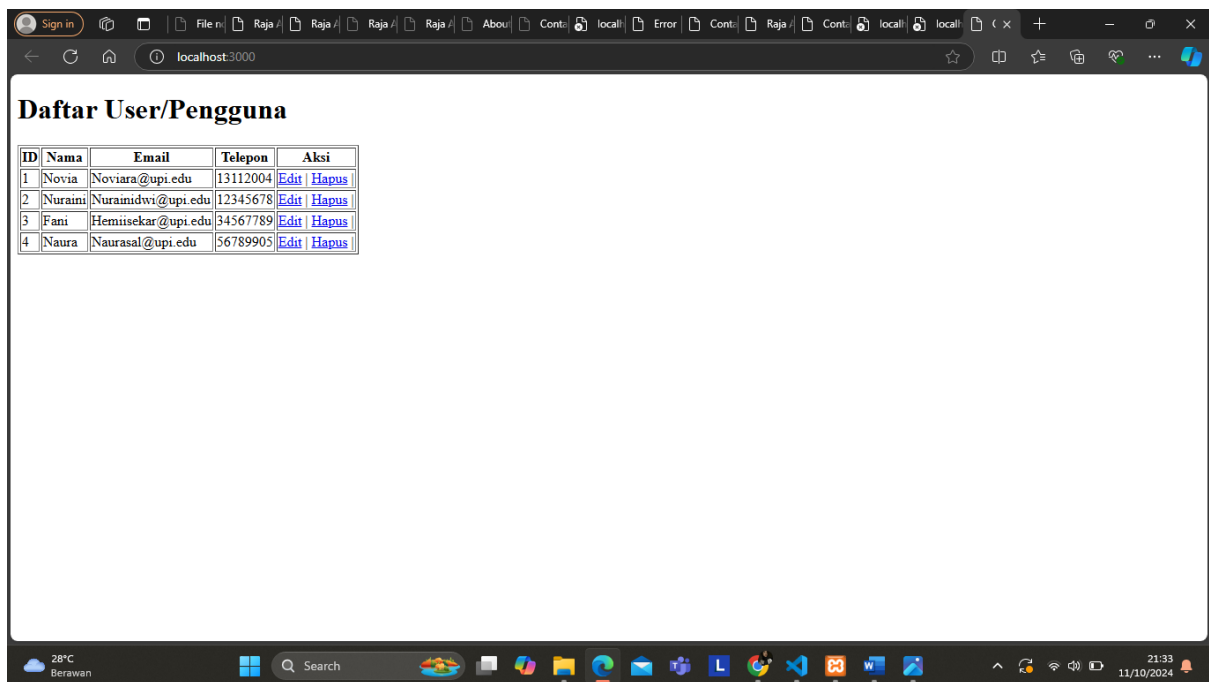 Sign in File no Raja A Raja A Raja A Raja A Abou Conta localh Error Conta Raja A Conta localh localh (
localhost:3000
Daftar User/Pengguna
ID Nama Email Telepon Aksi
1 Novia Noviara@upi.edu 13112004 Edit | Hapus |
2 Nuraini Nurainidwi@upi.edu 12345678 Edit | Hapus |
3 Fani Hemiisekar@upi.edu 34567789 Edit | Hapus |
4 Naura Naurasal@upi.edu 56789905 Edit | Hapus |
28°C
Berawan
Search
21:33
11/10/2024